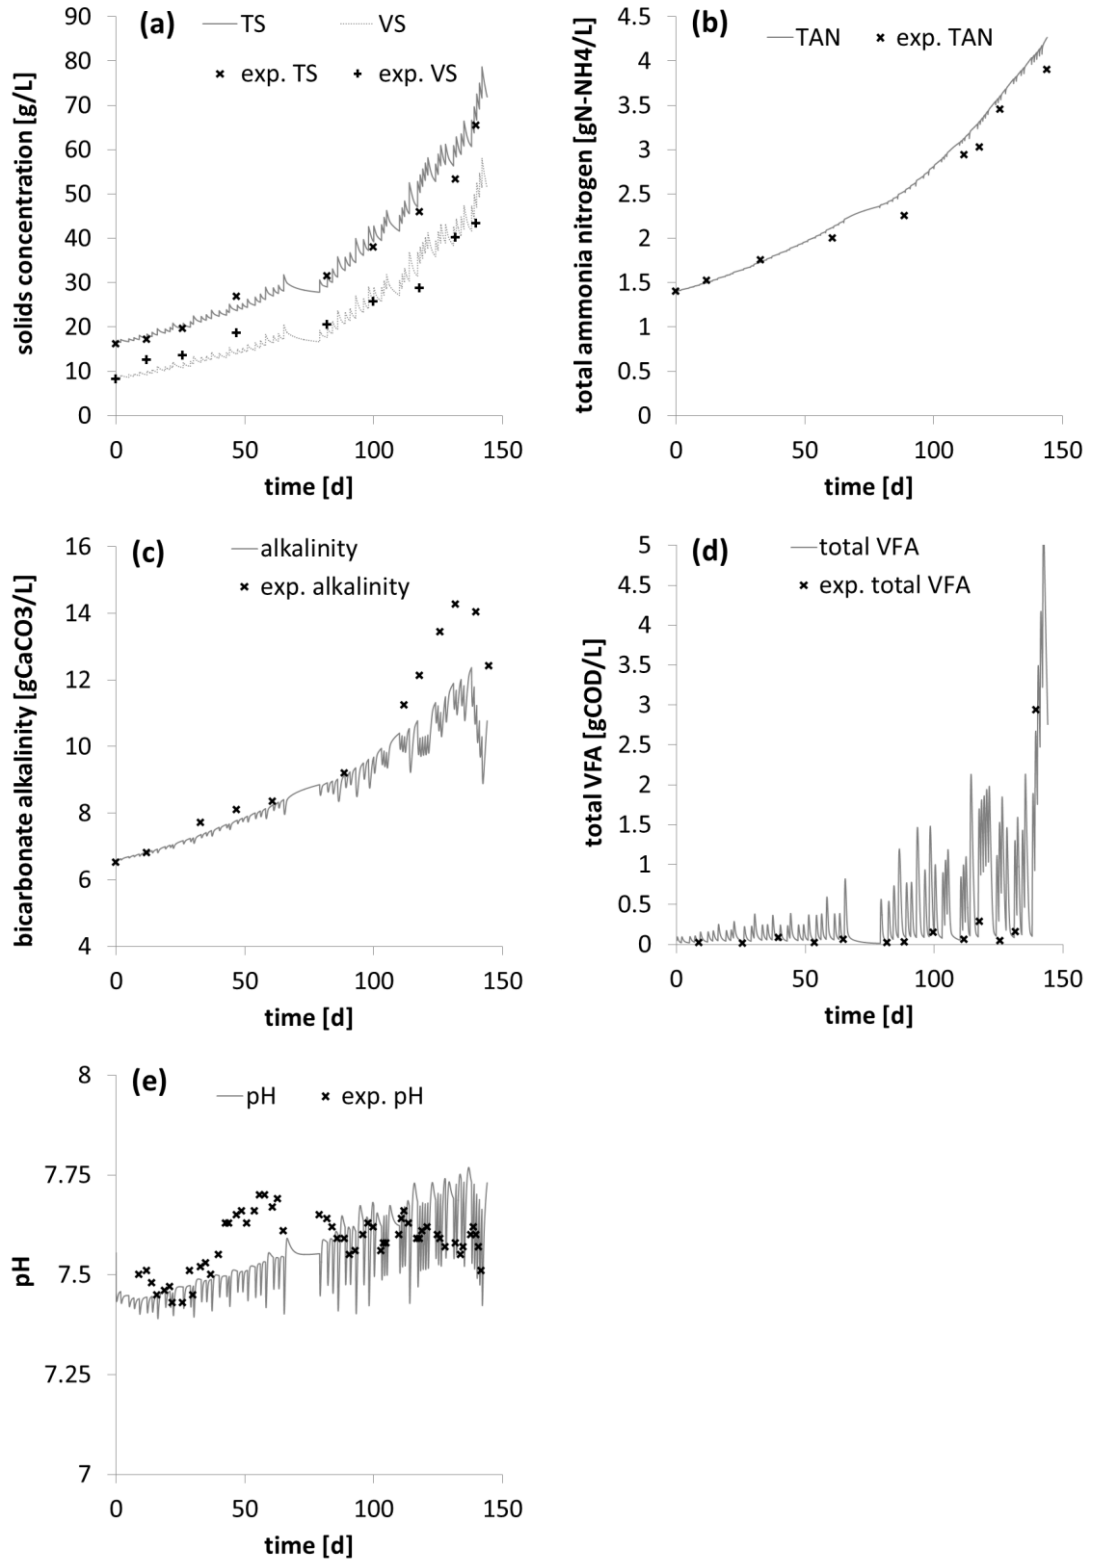 (a)
TS
VS
exp. TS
exp. VS
solids concentration [g/L]
90
80
70
60
50
40
30
20
10
0
0
50
100
150
time [d]
(b)
TAN
exp. TAN
total ammonia nitrogen [gN-NH4/L]
4.5
4
3.5
3
2.5
2
1.5
1
0.5
0
0
50
100
150
time [d]
(c)
alkalinity
exp. alkalinity
bicarbonate alkalinity [gCaCO3/L]
16
14
12
10
8
6
4
0
50
100
150
time [d]
(d)
total VFA
exp. total VFA
total VFA [gCOD/L]
5
4.5
4
3.5
3
2.5
2
1.5
1
0.5
0
0
50
100
150
time [d]
(e)
pH
exp. pH
pH
8
7.75
7.5
7.25
7
0
50
100
150
time [d]